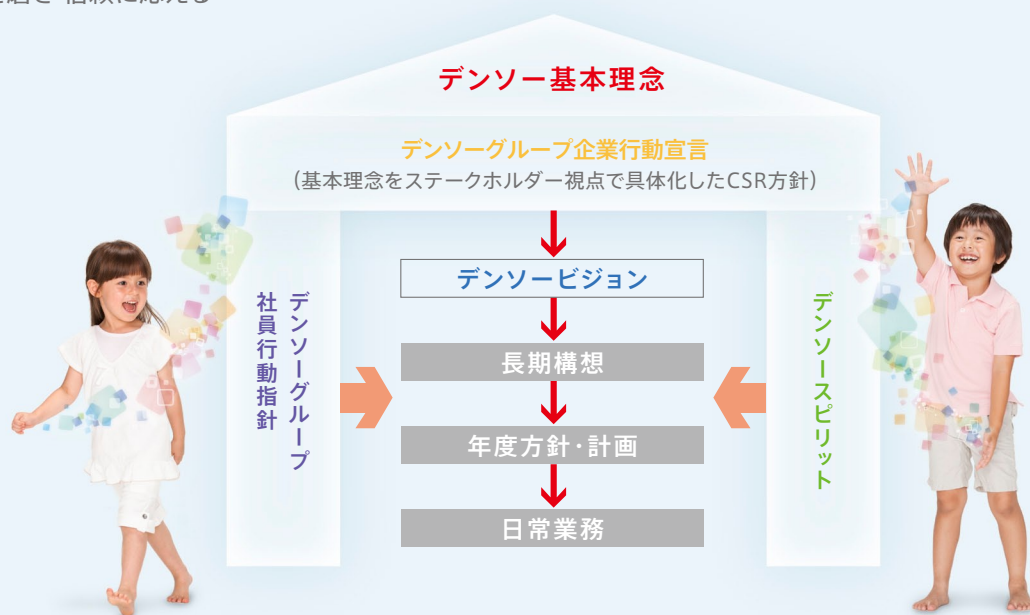 デンソー基本理念
デンソーグループ企業行動宣言
(基本理念をステークホルダー視点で具体化したCSR方針)
デンソービジョン
長期構想
年度方針・計画
日常業務
デンソーグループ
社員行動指針
デンソースピリット